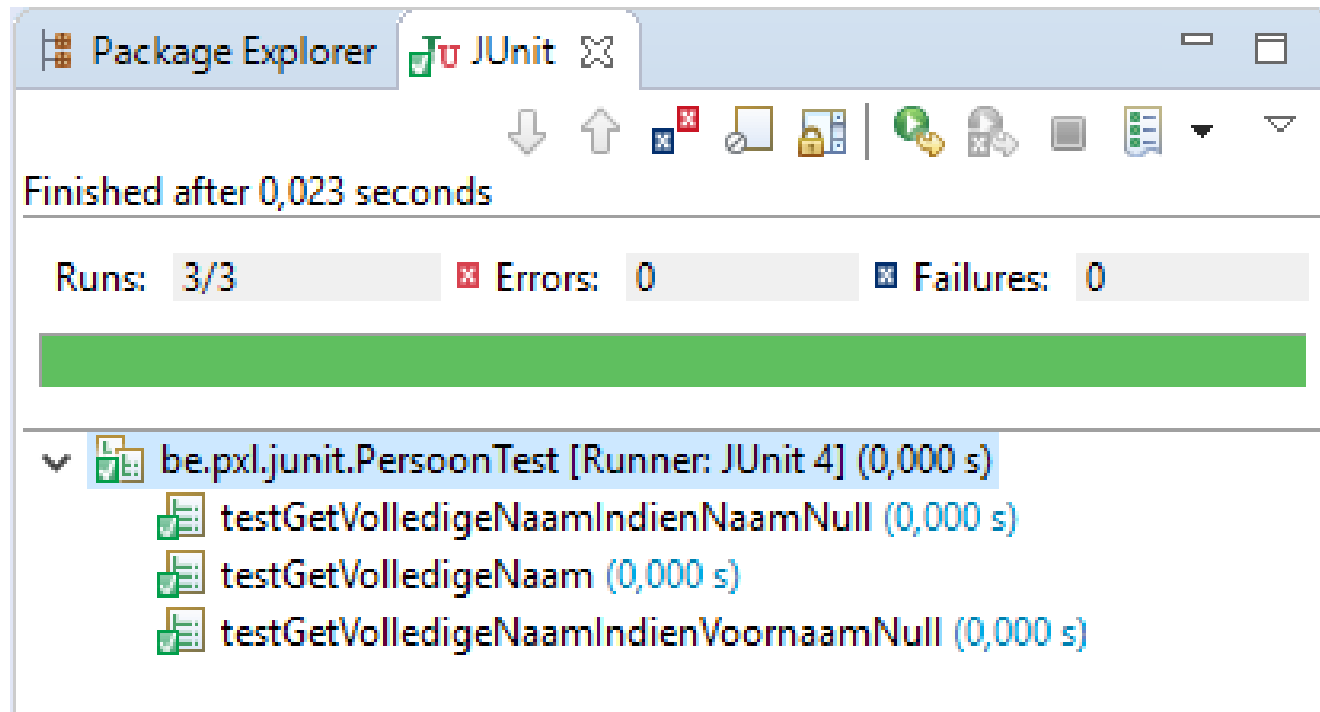 Package Explorer JUnit
Finished after 0,023 seconds
Runs: 3/3 Errors: 0 Failures: 0
be.pxl.junit.PersoonTest [Runner: JUnit 4] (0,000 s)
testGetVolledigeNaamIndienNaamNull (0,000 s)
testGetVolledigeNaam (0,000 s)
testGetVolledigeNaamIndienVoornaamNull (0,000 s)